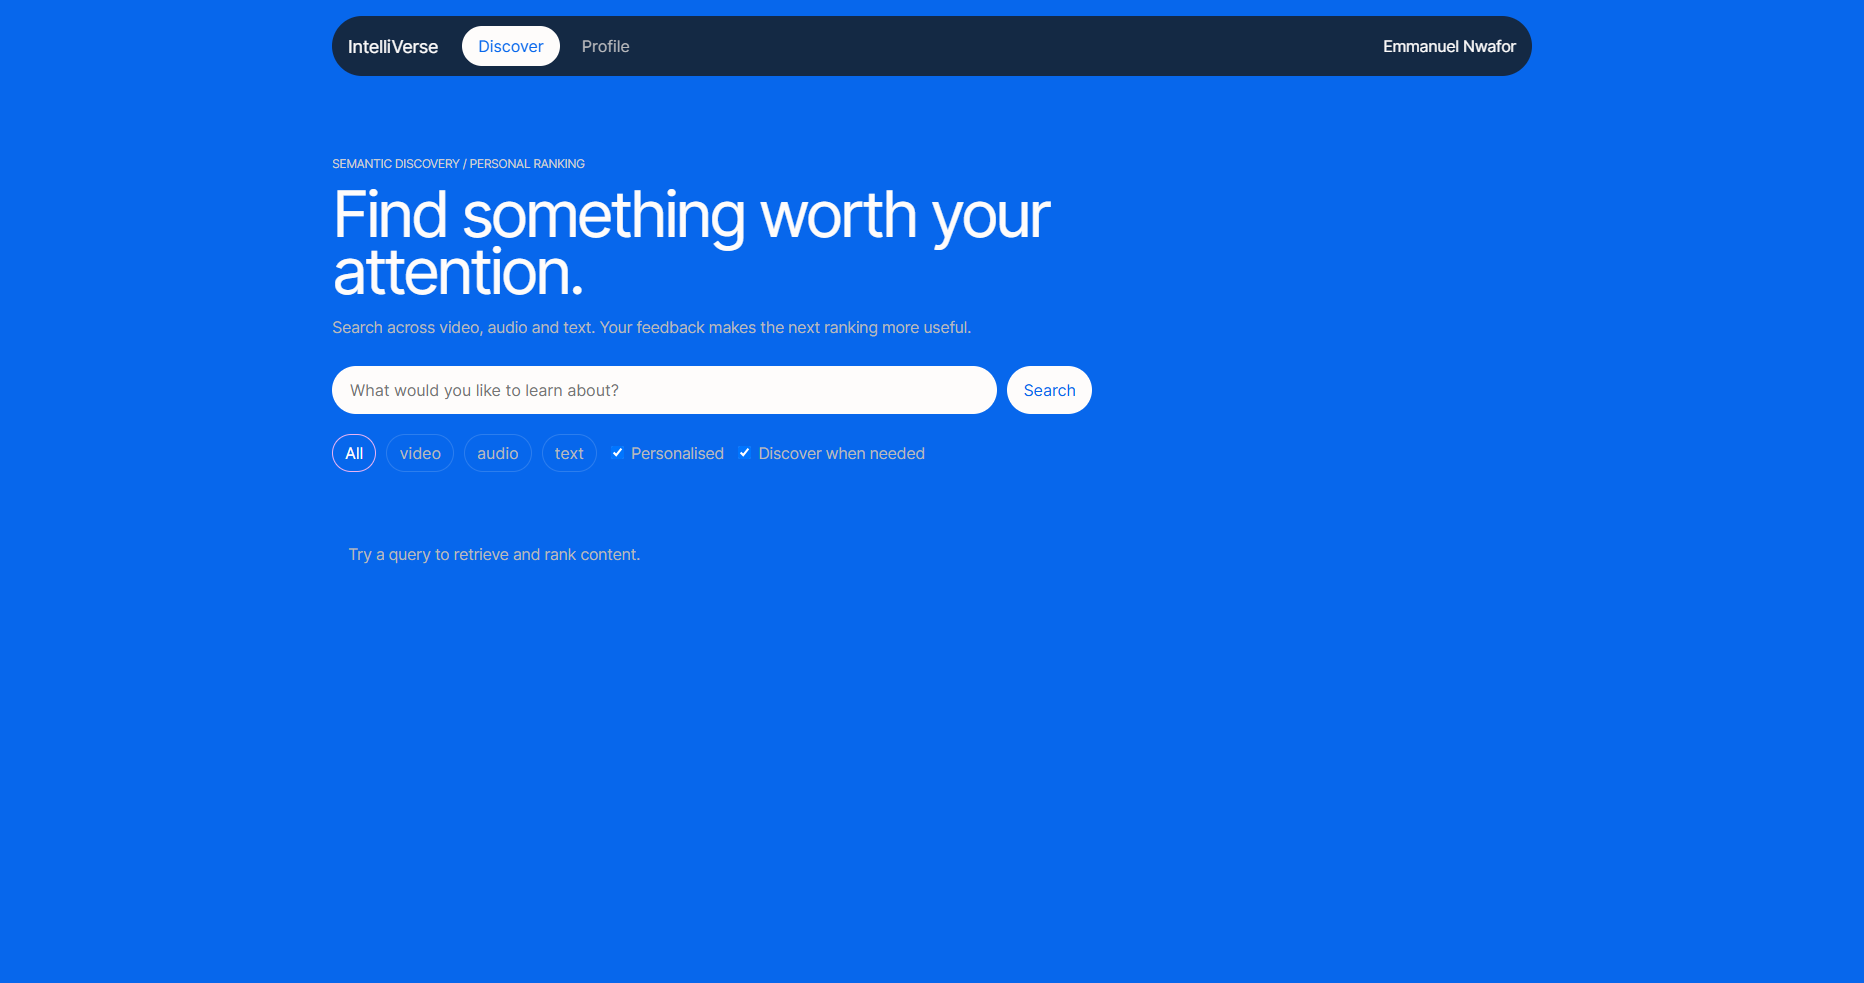 IntelliVerse Discover Profile Emmanuel Nwafor
SEMANTIC DISCOVERY / PERSONAL RANKING
Find something worth your
attention.
Search across video, audio and text. Your feedback makes the next ranking more useful.
What would you like to learn about? Search
All video audio text Personalised Discover when needed
Try a query to retrieve and rank content.